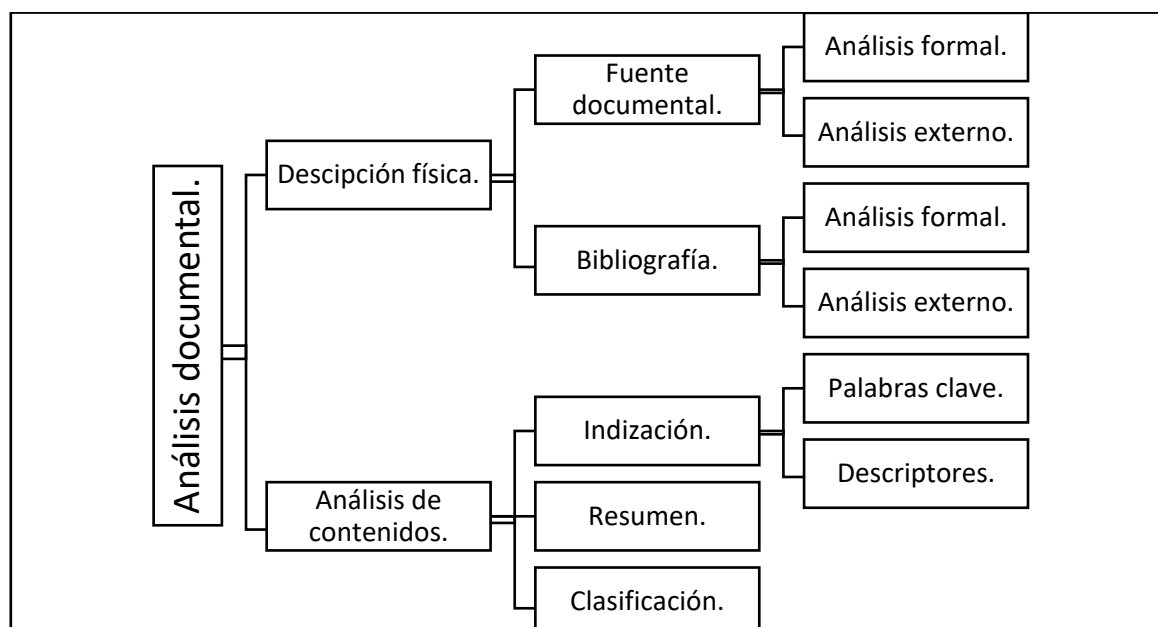 Análisis documental.
Descipción física.
Fuente
documental.
Análisis formal.
Análisis externo.
Bibliografía.
Análisis formal.
Análisis externo.
Análisis de
contenidos.
Indización.
Palabras clave.
Descriptores.
Resumen.
Clasificación.